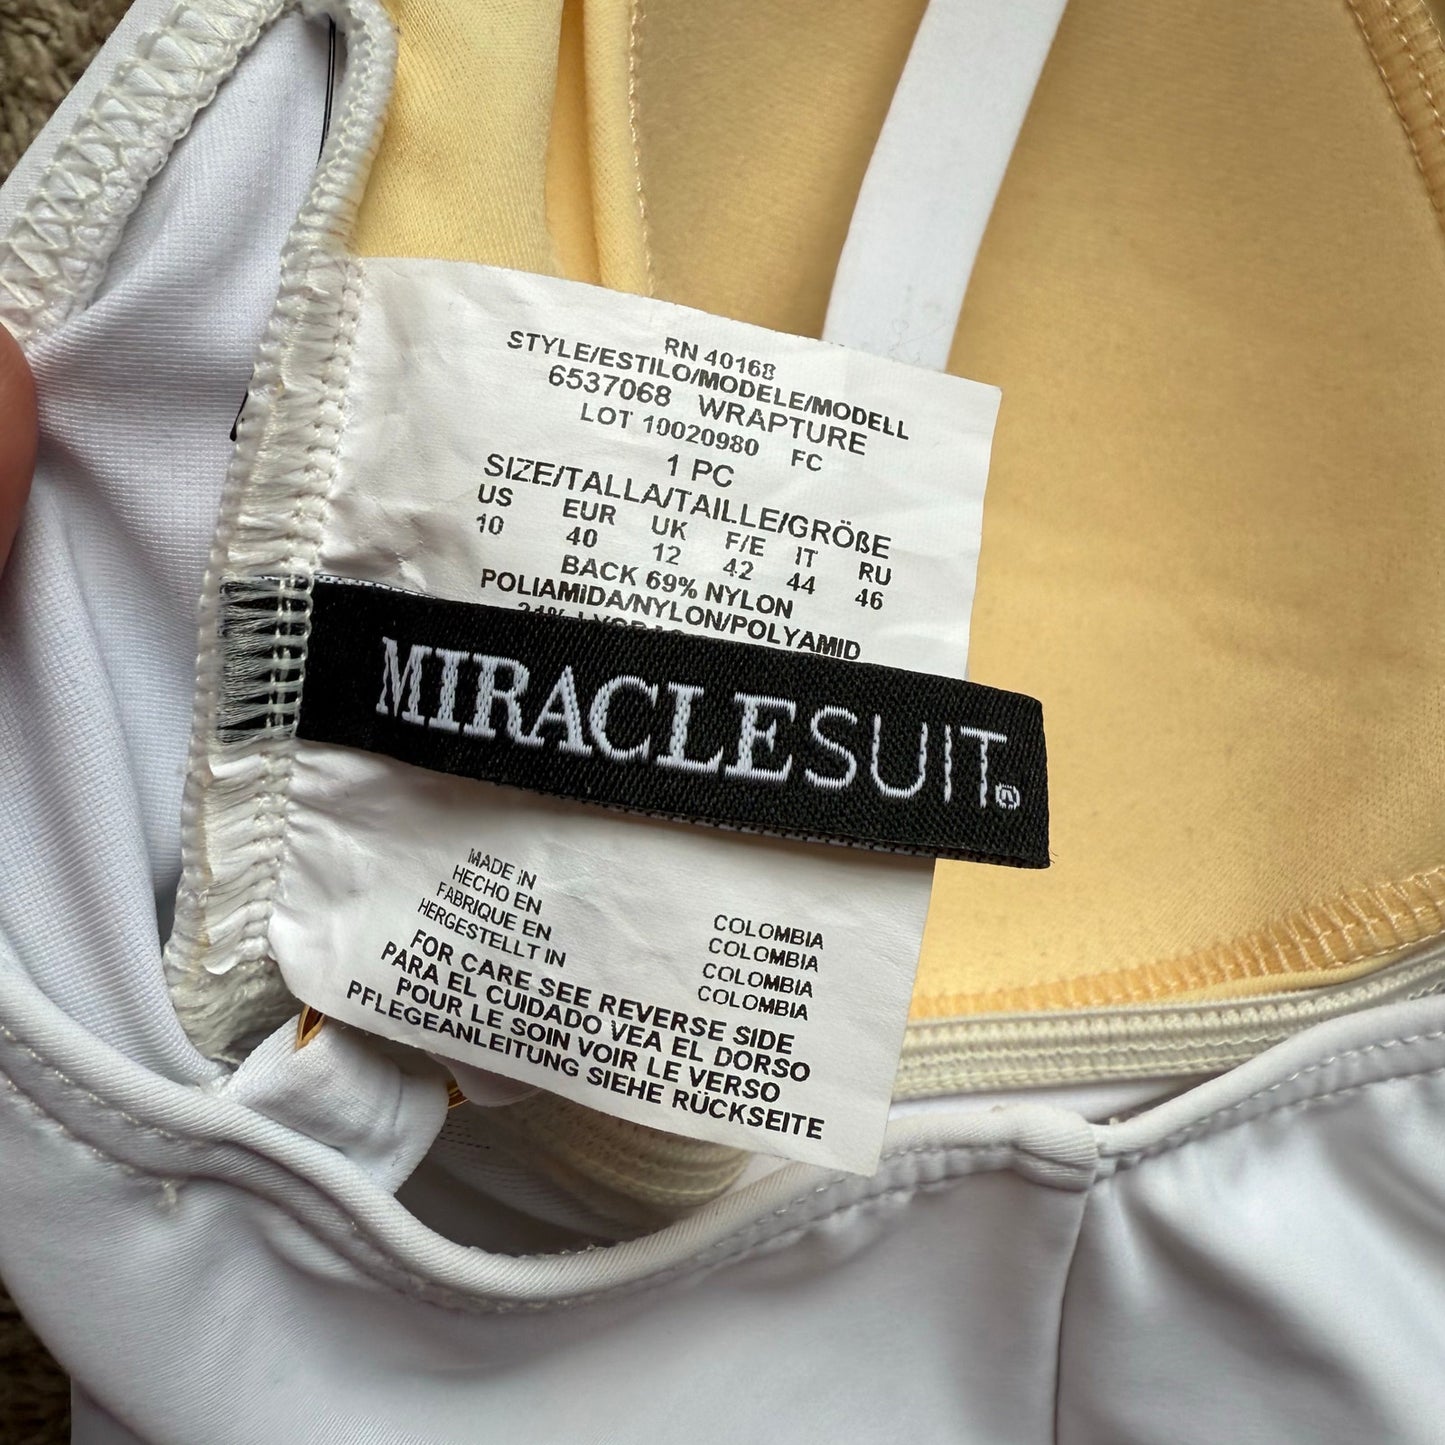 RN 40168
STYLE/ESTILO/MODELE/MODELL
6537068 WRAPTURE
LOT 10020980 FC
1 PC
SIZE/TALLA/TAILLE/GRÖßE
US EUR UK F/E IT RU
10 40 12 42 44 46
BACK 69% NYLON
POLIAMIDA/NYLON/POLYAMID
MIRACLESUIT®
MADE IN COLOMBIA
HECHO EN COLOMBIA
FABRIQUE EN COLOMBIA
HERGESTELLT IN COLOMBIA
FOR CARE SEE REVERSE SIDE
PARA EL CUIDADO VEA EL DORSO
POUR LE SOIN VOIR LE VERSO
PFLEGEANLEITUNG SIEHE RÜCKSEITE